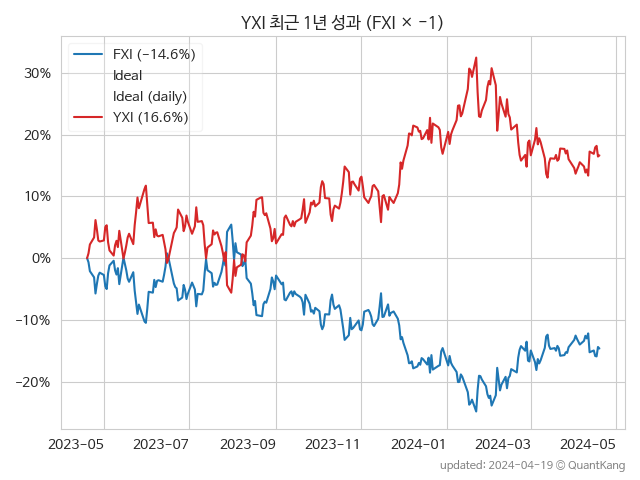 YXI 최근 1년 성과 (FXI × -1)
FXI (−14.6%)
Ideal
Ideal (daily)
YXI (16.6%)
30%
20%
10%
0%
−10%
−20%
2023-05
2023-07
2023-09
2023-11
2024-01
2024-03
2024-05
updated: 2024-04-19 © QuantKang